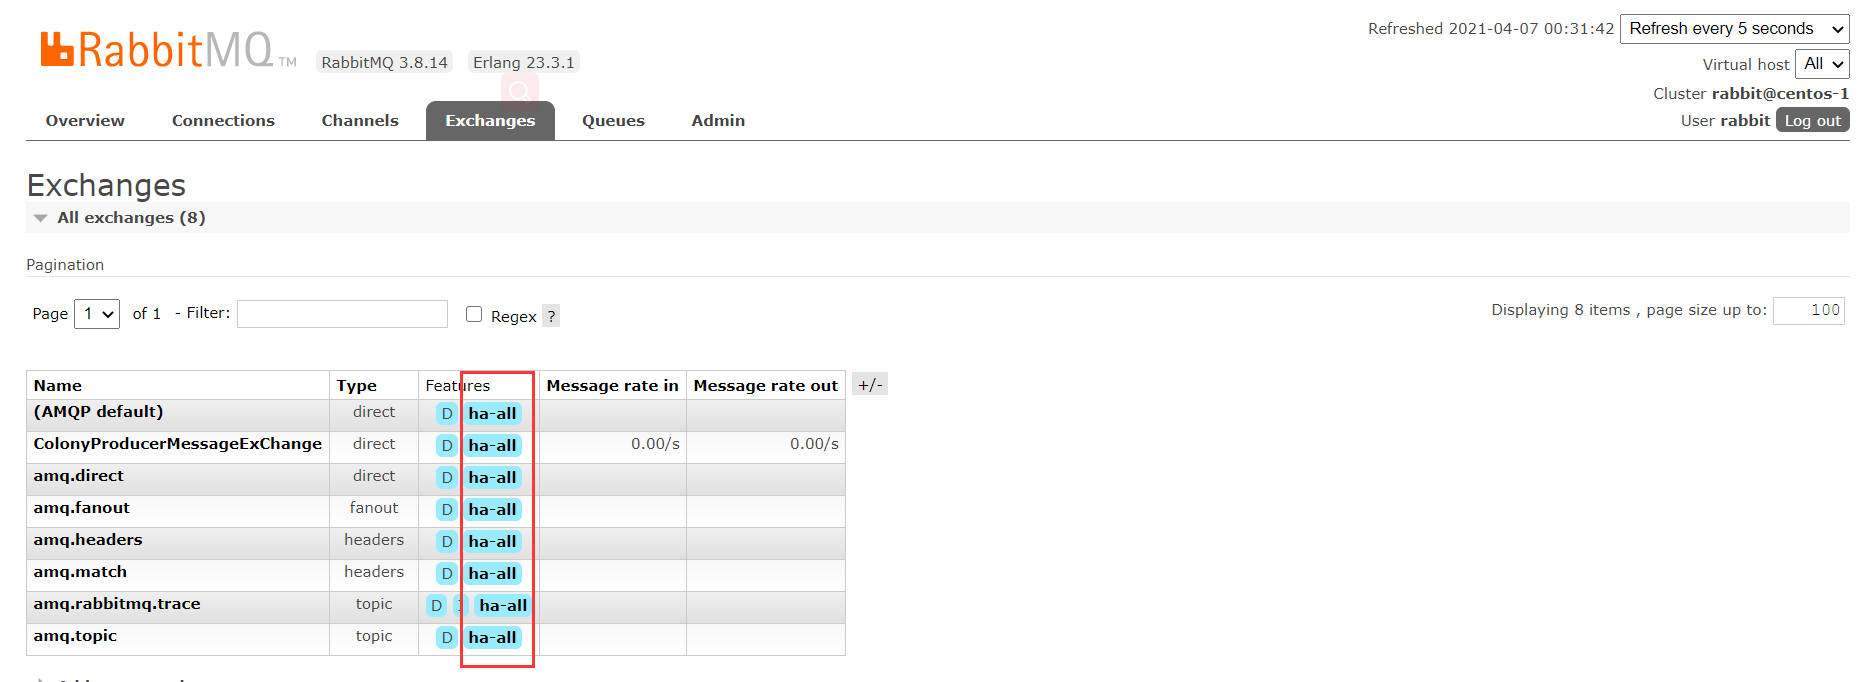 Refreshed 2021-04-07 00:31:42 Refresh every 5 seconds
RabbitMQ TM RabbitMQ 3.8.14 Erlang 23.3.1
Virtual host All
Cluster rabbit@centos-1
User rabbit Log out
Overview Connections Channels Exchanges Queues Admin
Exchanges
All exchanges (8)
Pagination
Page 1 of 1 - Filter: Regex ?
Displaying 8 items , page size up to: 100
Name Type Features Message rate in Message rate out +/-
(AMQP default) direct D ha-all
ColonyProducerMessageExChange direct D ha-all 0.00/s 0.00/s
amq.direct direct D ha-all
amq.fanout fanout D ha-all
amq.headers headers D ha-all
amq.match headers D ha-all
amq.rabbitmq.trace topic D I ha-all
amq.topic topic D ha-all